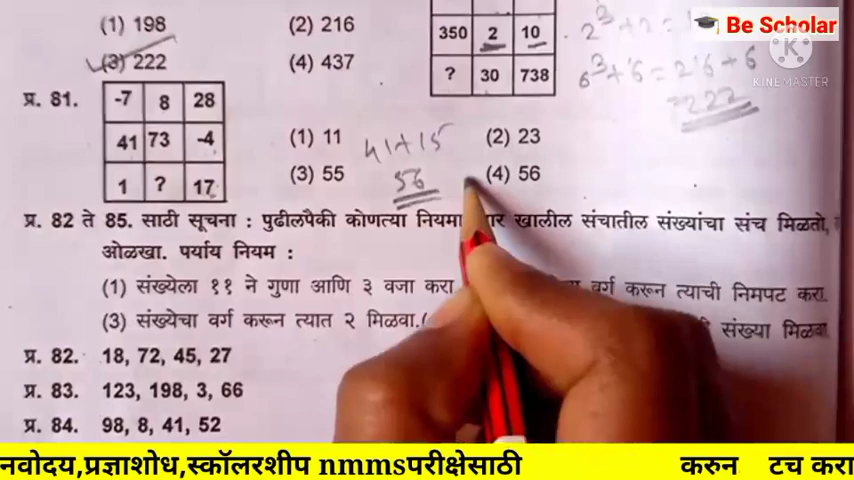 (1) 198 (2) 216
(3) 222 (4) 437
350 2 10
? 30 738
2³+2=
6³+6=216+6
=222
Be Scholar
KINEMASTER
प्र. 81.
-7 8 28
41 73 -4
1 ? 17
(1) 11 (2) 23
(3) 55 (4) 56
41+15
56
प्र. 82 ते 85. साठी सूचना : पुढीलपैकी कोणत्या खालील संचातील संख्यांचा संच मिळतो,
ओळखा. पर्याय नियम :
(1) संख्येला ११ ने गुणा आणि ३ वजा करा वर्ग करून त्याची निमपट करा.
(3) संख्येचा वर्ग करून त्यात २ मिळवा. संख्या मिळवा.
प्र. 82. 18, 72, 45, 27
प्र. 83. 123, 198, 3, 66
प्र. 84. 98, 8, 41, 52
नवोदय,प्रज्ञाशोध,स्कॉलरशीप nmmsपरीक्षेसाठी करुन टच करा